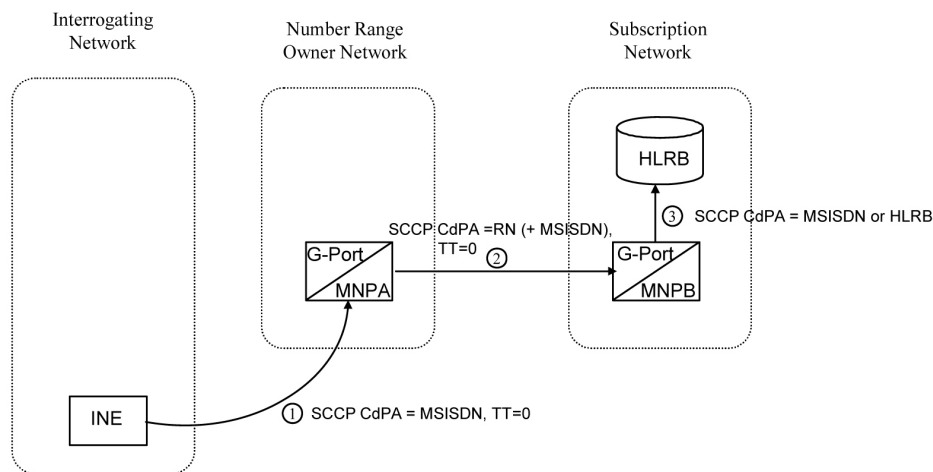 Interrogating
Network
Number Range
Owner Network
Subscription
Network
HLRB
③ SCCP CdPA = MSISDN or HLRB
SCCP CdPA =RN (+ MSISDN),
TT=0
②
G-Port
MNPA
G-Port
MNPB
INE
① SCCP CdPA = MSISDN, TT=0